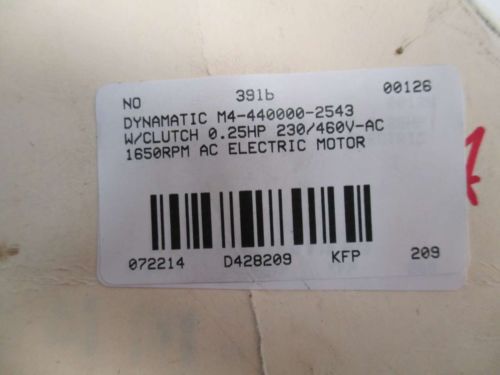 NO 391b 00126
DYNAMATIC M4-440000-2543
W/CLUTCH 0.25HP 230/460V-AC
1650RPM AC ELECTRIC MOTOR
072214 D428209 KFP 209